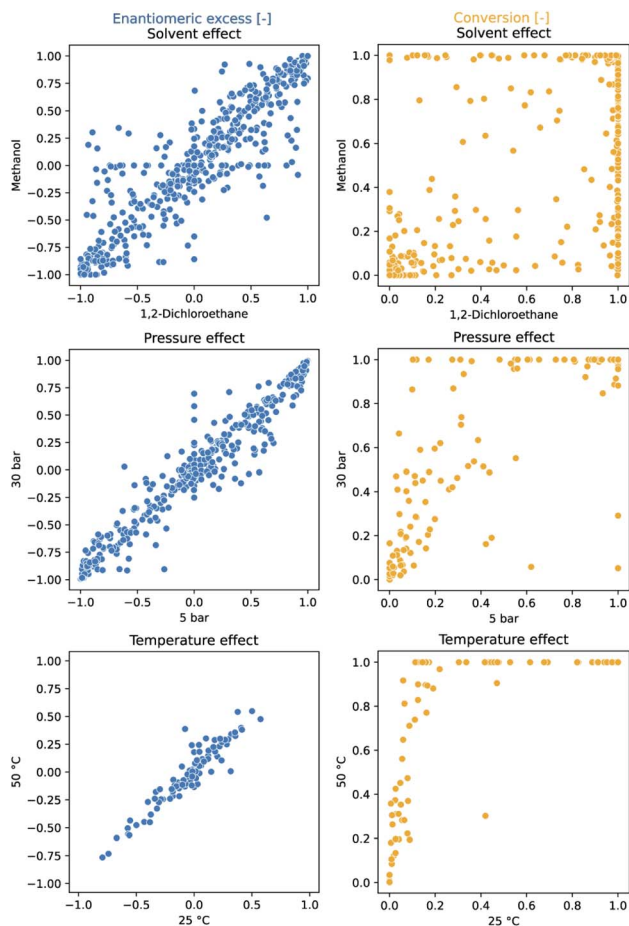 Enantiomeric excess [-]
Solvent effect
1.00
0.75
0.50
0.25
0.00
−0.25
−0.50
−0.75
−1.00
Methanol
−1.0 −0.5 0.0 0.5 1.0
1,2-Dichloroethane
Conversion [-]
Solvent effect
1.0
0.8
0.6
0.4
0.2
0.0
Methanol
0.0 0.2 0.4 0.6 0.8 1.0
1,2-Dichloroethane
Pressure effect
1.00
0.75
0.50
0.25
0.00
−0.25
−0.50
−0.75
−1.00
30 bar
−1.0 −0.5 0.0 0.5 1.0
5 bar
Pressure effect
1.0
0.8
0.6
0.4
0.2
0.0
30 bar
0.0 0.2 0.4 0.6 0.8 1.0
5 bar
Temperature effect
1.00
0.75
0.50
0.25
0.00
−0.25
−0.50
−0.75
−1.00
50 °C
−1.0 −0.5 0.0 0.5 1.0
25 °C
Temperature effect
1.0
0.8
0.6
0.4
0.2
0.0
50 °C
0.0 0.2 0.4 0.6 0.8 1.0
25 °C